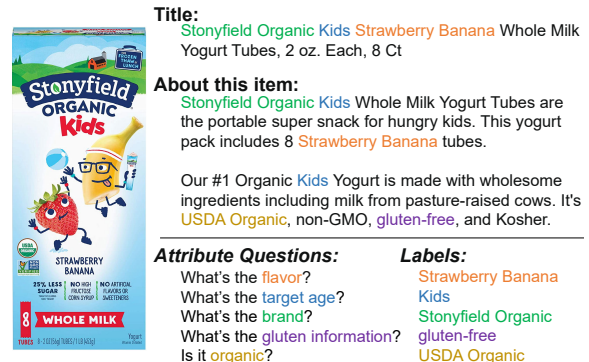 Title:
Stonyfield Organic Kids Strawberry Banana Whole Milk
Yogurt Tubes, 2 oz. Each, 8 Ct
About this item:
Stonyfield Organic Kids Whole Milk Yogurt Tubes are
the portable super snack for hungry kids. This yogurt
pack includes 8 Strawberry Banana tubes.
Our #1 Organic Kids Yogurt is made with wholesome
ingredients including milk from pasture-raised cows. It's
USDA Organic, non-GMO, gluten-free, and Kosher.
Attribute Questions:
What's the flavor?
What's the target age?
What's the brand?
What's the gluten information?
Is it organic?
Labels:
Strawberry Banana
Kids
Stonyfield Organic
gluten-free
USDA Organic
FROZEN
LUNCH
Stonyfield
ORGANIC
Kids
USDA
ORGANIC
STRAWBERRY
BANANA
25% LESS
SUGAR
NO HIGH
FRUCTOSE
CORN SYRUP
NO ARTIFICIAL
FLAVORS OR
SWEETENERS
8
TUBES
WHOLE MILK
Yogurt